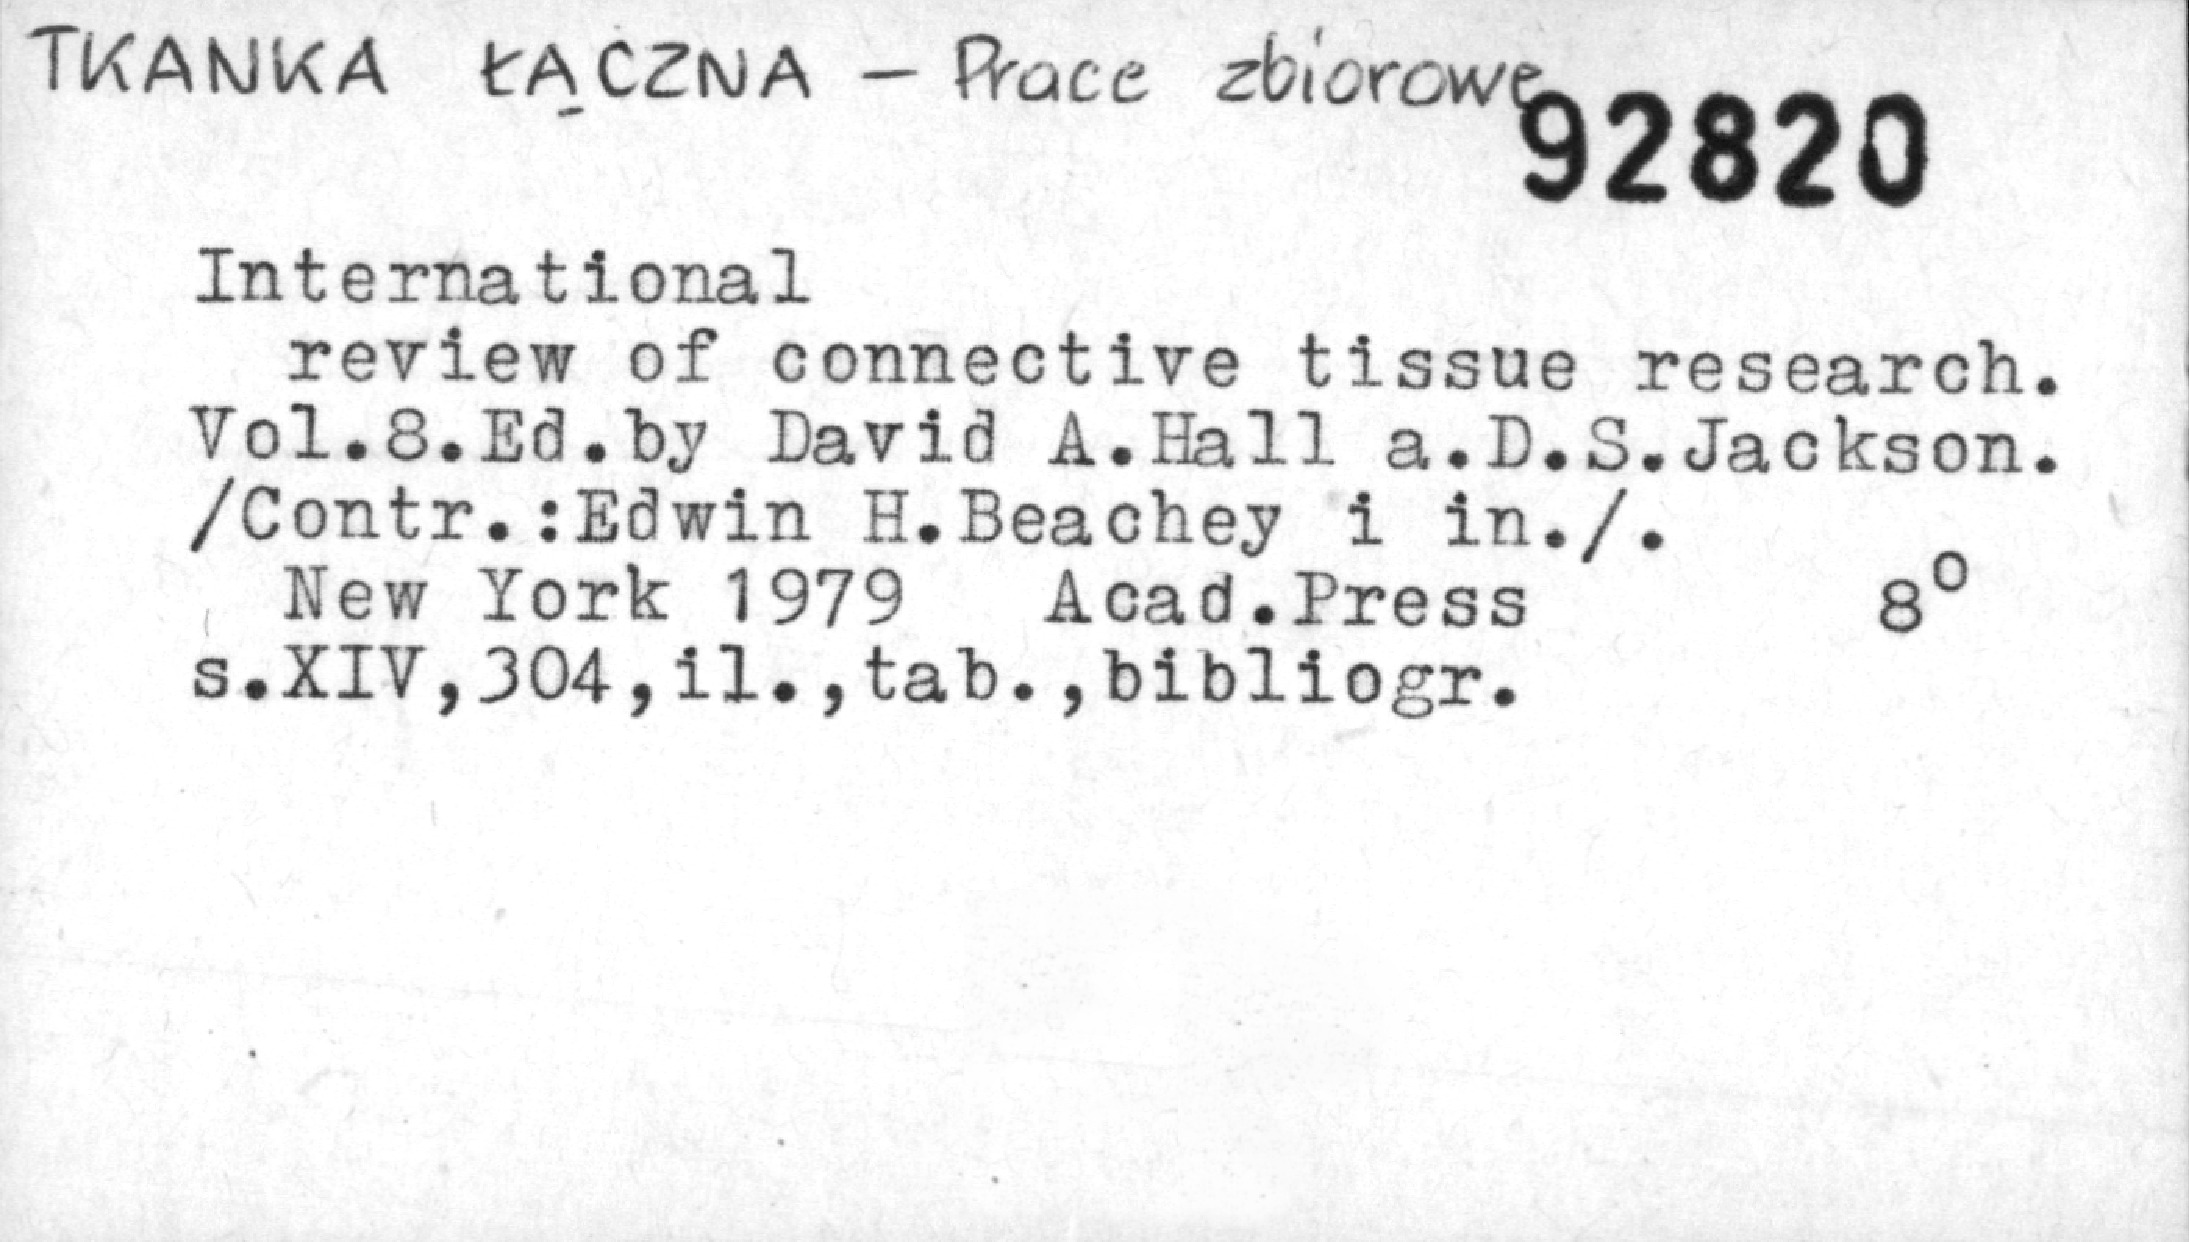 TKANKA ŁĄCZNA – Prace zbiorowe
92820
International
review of connective tissue research.
Vol.8.Ed.by David A.Hall a.D.S.Jackson.
/Contr.:Edwin H.Beachey i in./.
New York 1979 Acad.Press 8º
s.XIV,304,il.,tab.,bibliogr.